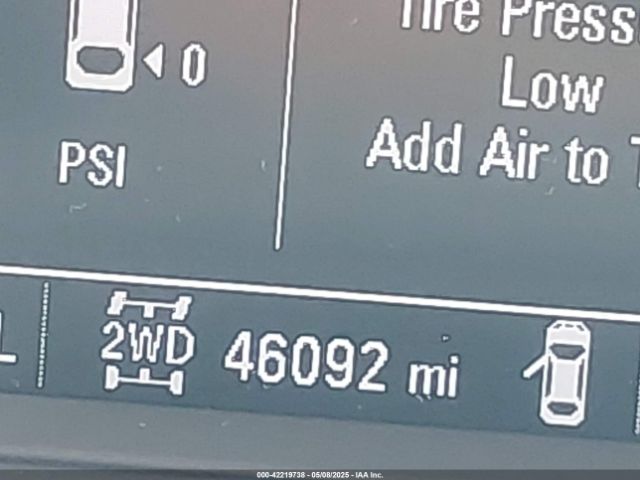 Tire Press
Low
Add Air to T
0
PSI
L
2WD
46092 mi
000-42219738 - 05/08/2025 - IAA Inc.